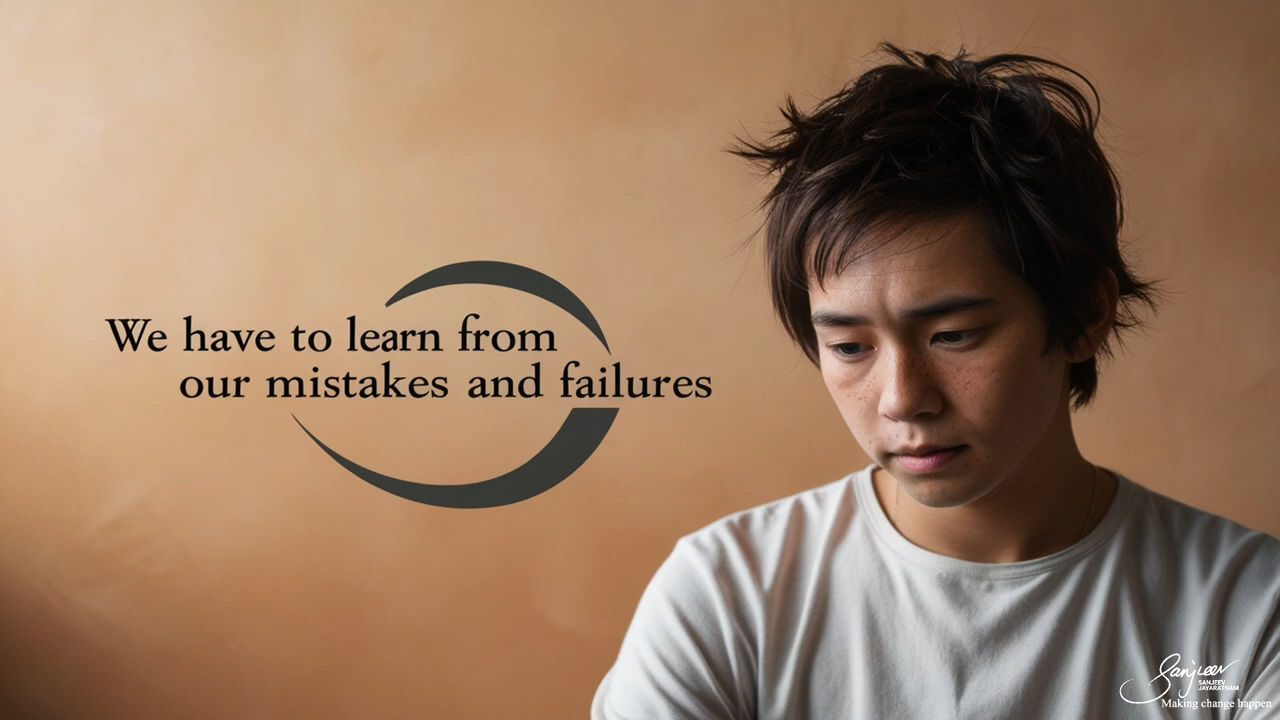 We have to learn from
our mistakes and failures
Sanjeev
SANJEEV
JAYARATNAM
Making change happen